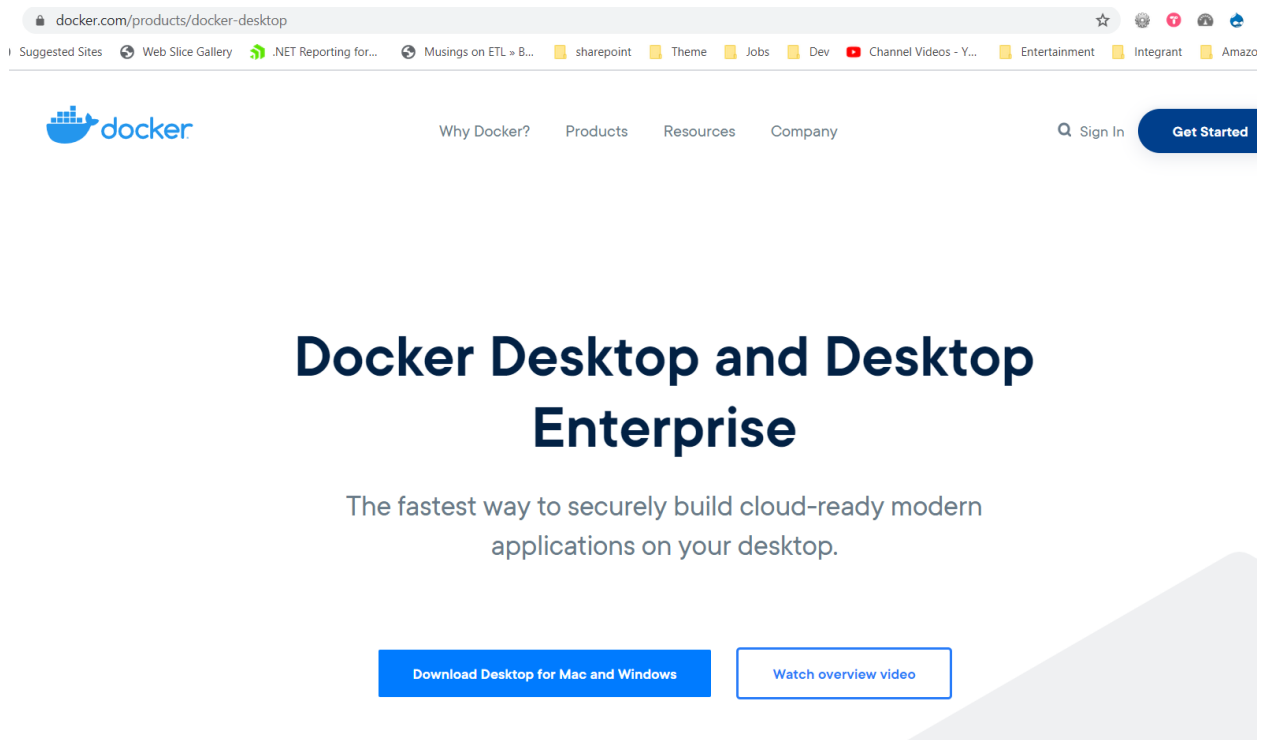 docker.com/products/docker-desktop
Suggested Sites Web Slice Gallery .NET Reporting for... Musings on ETL » B... sharepoint Theme Jobs Dev Channel Videos - Y... Entertainment Integrant Amazo
docker Why Docker? Products Resources Company Sign In Get Started
Docker Desktop and Desktop
Enterprise
The fastest way to securely build cloud-ready modern
applications on your desktop.
Download Desktop for Mac and Windows Watch overview video